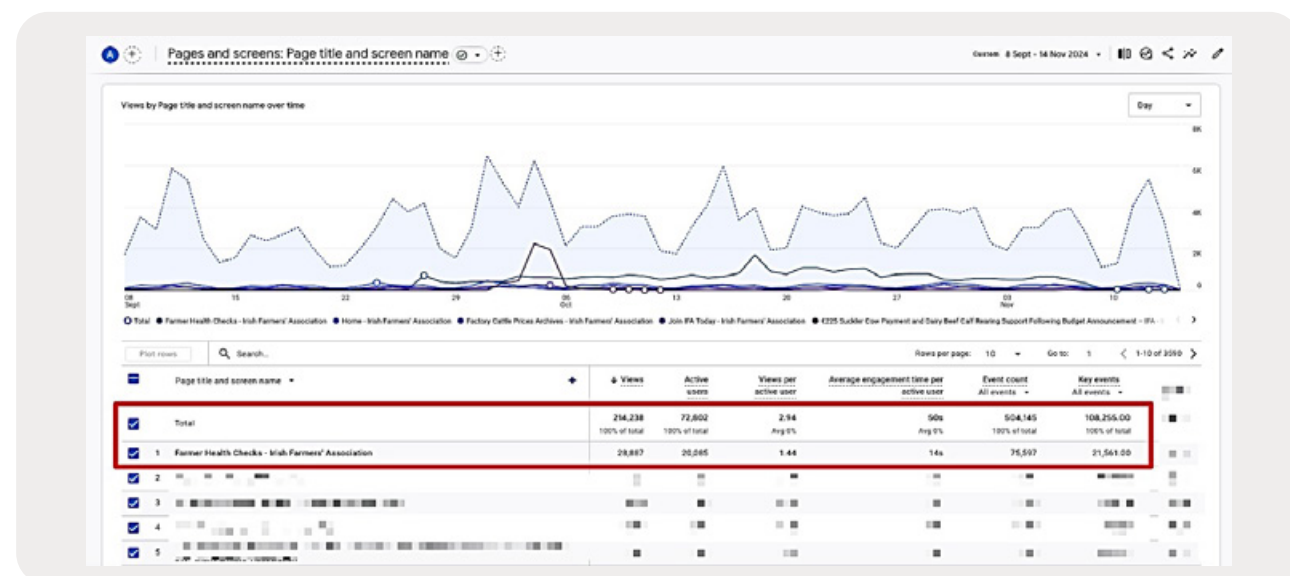 A
Pages and screens: Page title and screen name
Custom 8 Sept - 14 Nov 2024
Views by Page title and screen name over time
Day
8K
6K
4K
2K
0
08 Sept 15 22 29 06 Oct 13 20 27 03 Nov 10
Total Farmer Health Checks - Irish Farmers' Association Home - Irish Farmers' Association Factory Cattle Prices Archives - Irish Farmers' Association Join IFA Today - Irish Farmers' Association €225 Suckler Cow Payment and Dairy Beef Calf Rearing Support Following Budget Announcement - IFA
Plot rows Search... Rows per page: 10 Go to: 1 1-10 of 3090
Page title and screen name Views Active users Views per active user Average engagement time per active user Event count All events Key events All events
Total 214,238 72,802 2.94 50s 504,145 108,255.00
100% of total 100% of total Avg 0% Avg 0% 100% of total 100% of total
1 Farmer Health Checks - Irish Farmers' Association 28,887 20,085 1.44 14s 75,597 21,561.00
2
3
4
5